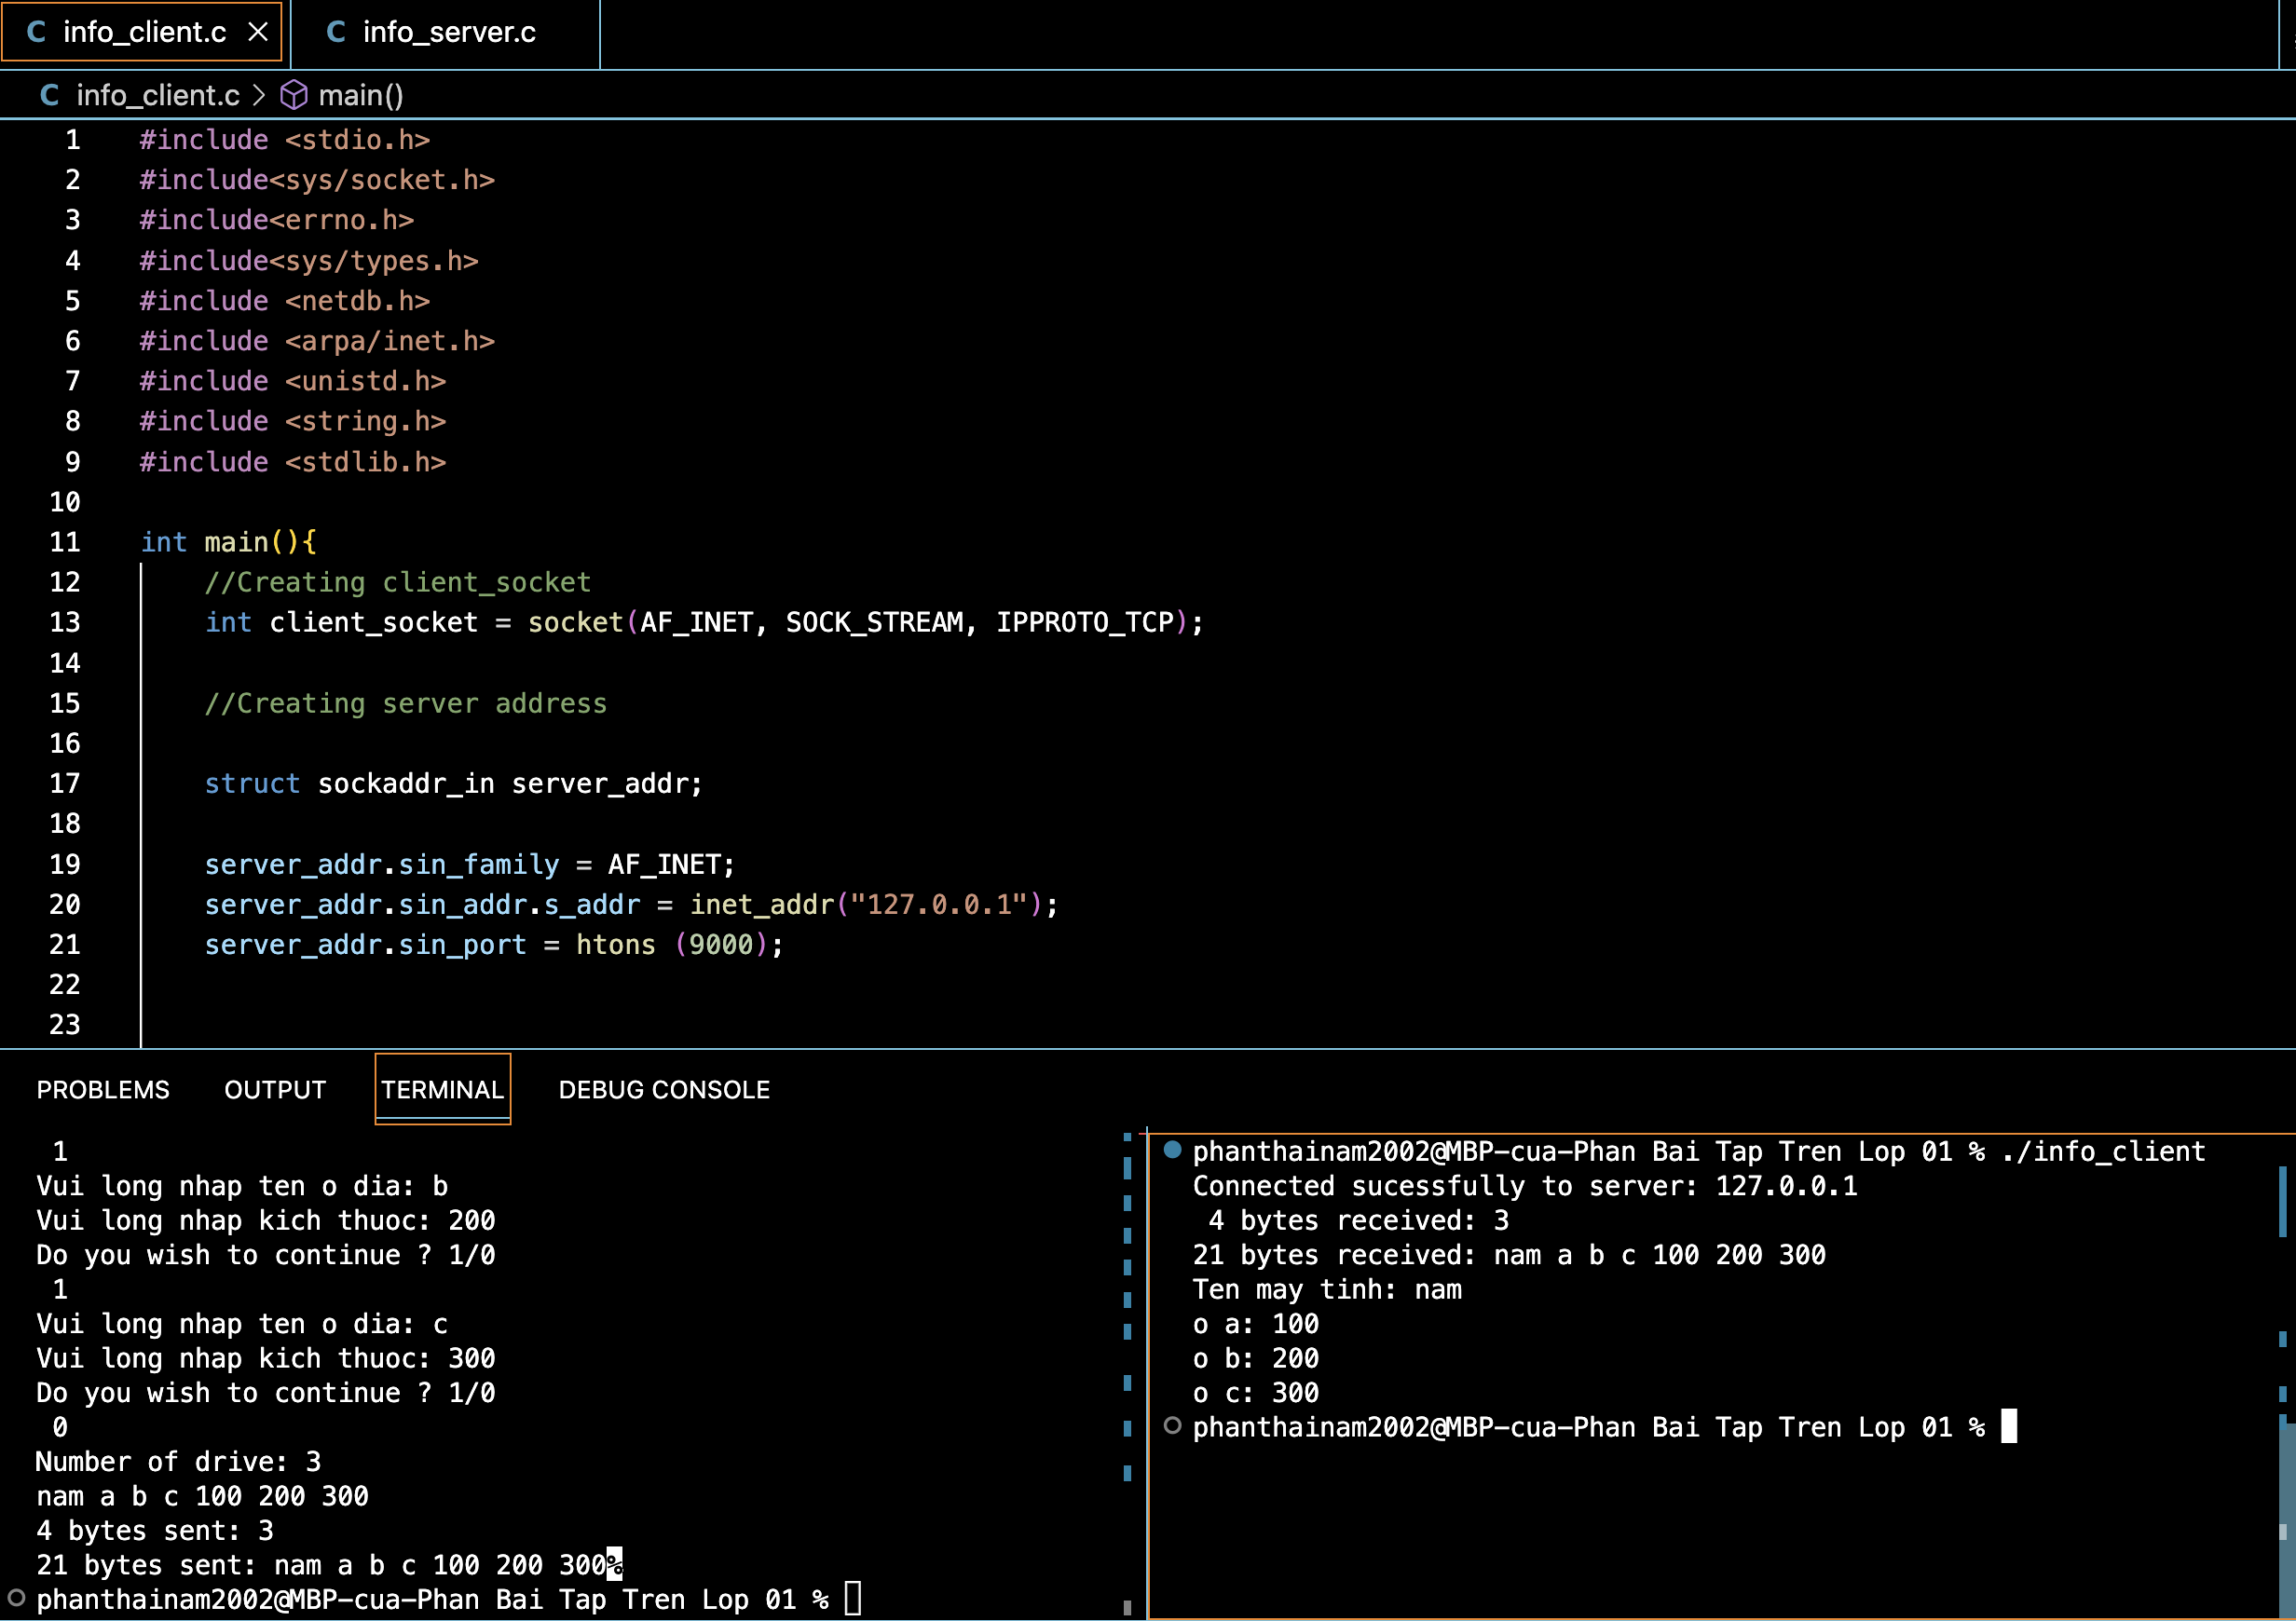 C info_client.c ×
C info_server.c
C info_client.c > main()
1 #include <stdio.h>
2 #include<sys/socket.h>
3 #include<errno.h>
4 #include<sys/types.h>
5 #include <netdb.h>
6 #include <arpa/inet.h>
7 #include <unistd.h>
8 #include <string.h>
9 #include <stdlib.h>
10
11 int main(){
12 //Creating client_socket
13 int client_socket = socket(AF_INET, SOCK_STREAM, IPPROTO_TCP);
14
15 //Creating server address
16
17 struct sockaddr_in server_addr;
18
19 server_addr.sin_family = AF_INET;
20 server_addr.sin_addr.s_addr = inet_addr("127.0.0.1");
21 server_addr.sin_port = htons (9000);
22
23
PROBLEMS OUTPUT TERMINAL DEBUG CONSOLE
1
Vui long nhap ten o dia: b
Vui long nhap kich thuoc: 200
Do you wish to continue ? 1/0
1
Vui long nhap ten o dia: c
Vui long nhap kich thuoc: 300
Do you wish to continue ? 1/0
0
Number of drive: 3
nam a b c 100 200 300
4 bytes sent: 3
21 bytes sent: nam a b c 100 200 300%
phanthainam2002@MBP-cua-Phan Bai Tap Tren Lop 01 %
phanthainam2002@MBP-cua-Phan Bai Tap Tren Lop 01 % ./info_client
Connected sucessfully to server: 127.0.0.1
4 bytes received: 3
21 bytes received: nam a b c 100 200 300
Ten may tinh: nam
o a: 100
o b: 200
o c: 300
phanthainam2002@MBP-cua-Phan Bai Tap Tren Lop 01 %